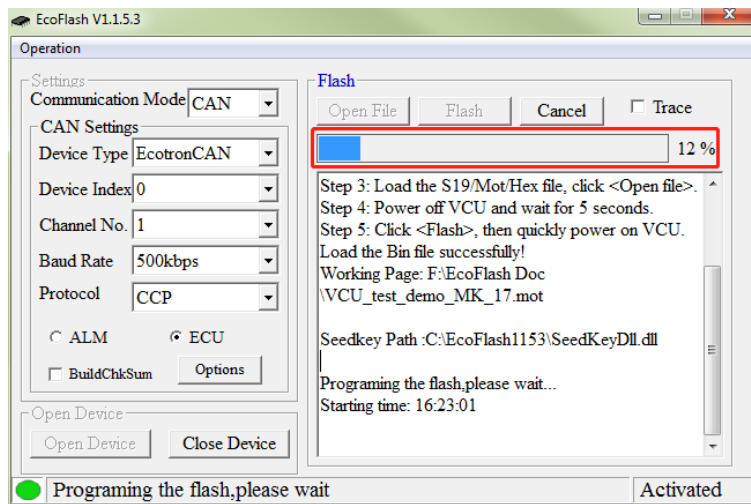 EcoFlash V1.1.5.3
Operation
Settings
Communication Mode CAN
CAN Settings
Device Type EcotronCAN
Device Index 0
Channel No. 1
Baud Rate 500kbps
Protocol CCP
ALM ECU
BuildChkSum Options
Open Device
Open Device Close Device
Flash
Open File Flash Cancel Trace
12 %
Step 3: Load the S19/Mot/Hex file, click <Open file>.
Step 4: Power off VCU and wait for 5 seconds.
Step 5: Click <Flash>, then quickly power on VCU.
Load the Bin file successfully!
Working Page: F:\EcoFlash Doc
\VCU_test_demo_MK_17.mot
Seedkey Path :C:\EcoFlash1153\SeedKeyDll.dll
Programing the flash,please wait...
Starting time: 16:23:01
Programing the flash,please wait Activated